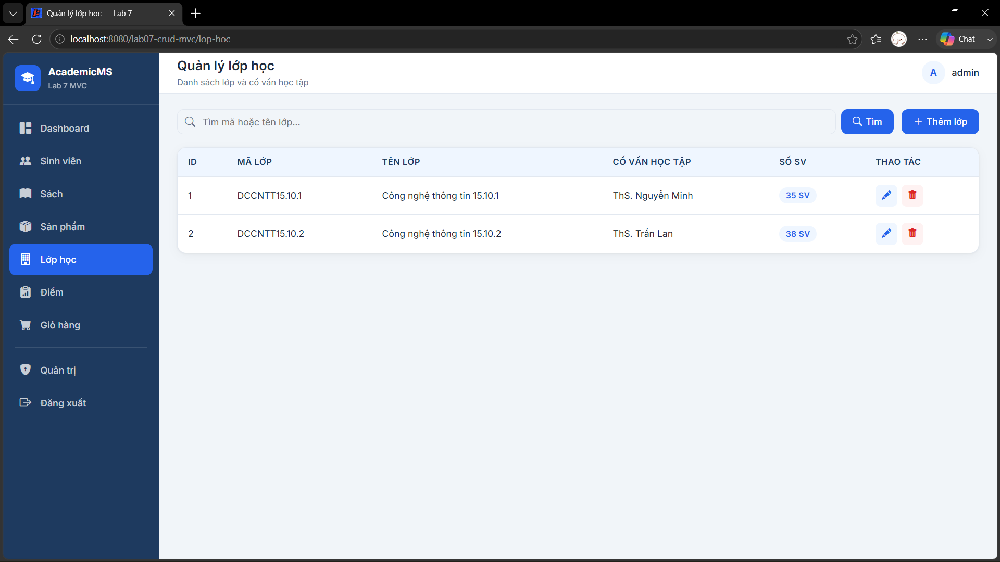 Quản lý lớp học — Lab 7
localhost:8080/lab07-crud-mvc/lop-hoc
Chat
AcademicMS
Lab 7 MVC
Dashboard
Sinh viên
Sách
Sản phẩm
Lớp học
Điểm
Giỏ hàng
Quản trị
Đăng xuất
Quản lý lớp học
Danh sách lớp và cố vấn học tập
A admin
Tìm mã hoặc tên lớp...
Tìm
Thêm lớp
ID MÃ LỚP TÊN LỚP CỐ VẤN HỌC TẬP SỐ SV THAO TÁC
1 DCCNTT15.10.1 Công nghệ thông tin 15.10.1 ThS. Nguyễn Minh 35 SV
2 DCCNTT15.10.2 Công nghệ thông tin 15.10.2 ThS. Trần Lan 38 SV